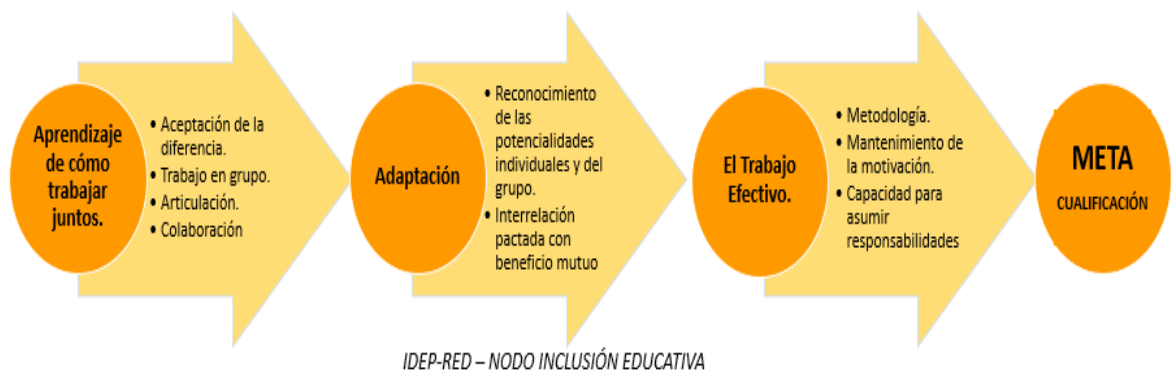 Aprendizaje
de cómo
trabajar
juntos.
• Aceptación de la
diferencia.
• Trabajo en grupo.
• Articulación.
• Colaboración
Adaptación
• Reconocimiento
de las
potencialidades
individuales y del
grupo.
• Interrelación
pactada con
beneficio mutuo
El Trabajo
Efectivo.
• Metodología.
• Mantenimiento de
la motivación.
• Capacidad para
asumir
responsabilidades
META
CUALIFICACIÓN
IDEP-RED – NODO INCLUSIÓN EDUCATIVA